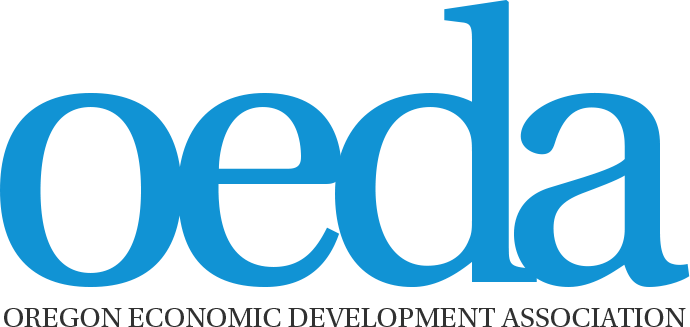 oeda
OREGON ECONOMIC DEVELOPMENT ASSOCIATION